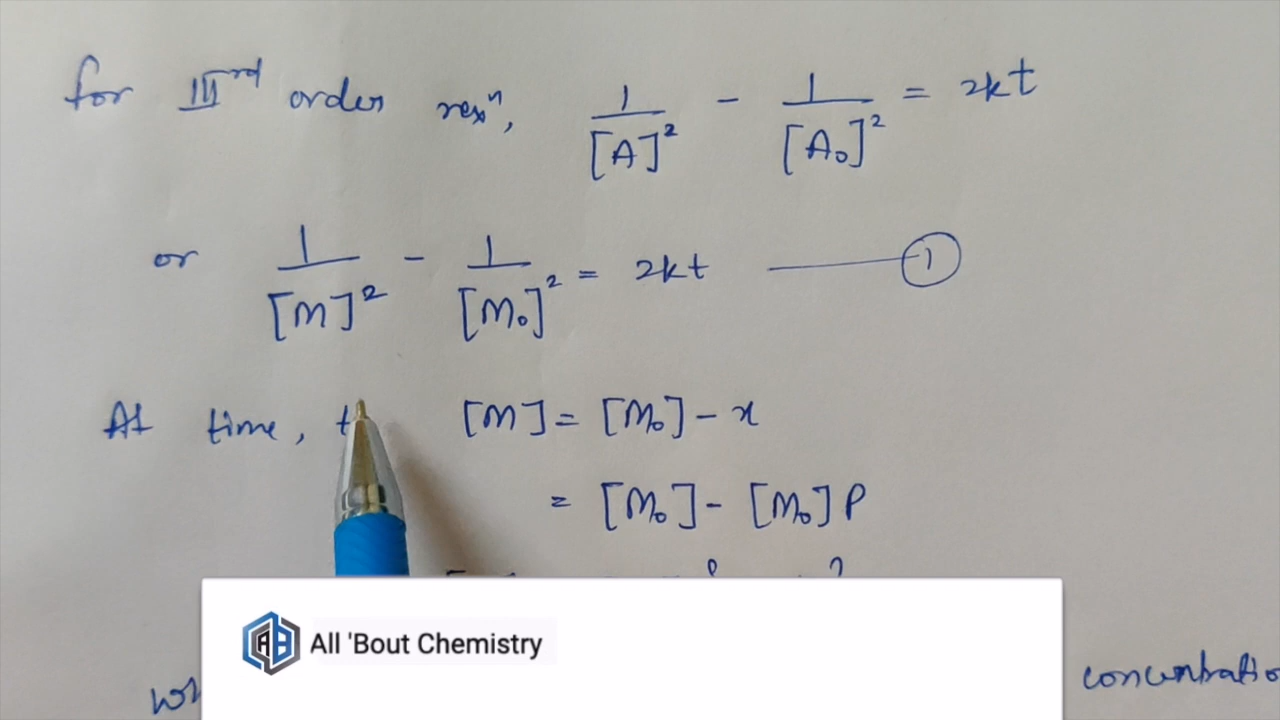 for IIIrd order rexⁿ, 1/[A]² - 1/[A₀]² = 2kt
or 1/[M]² - 1/[M₀]² = 2kt ——— ①
At time, t [M] = [M₀] - x
= [M₀] - [M₀] P
All 'Bout Chemistry